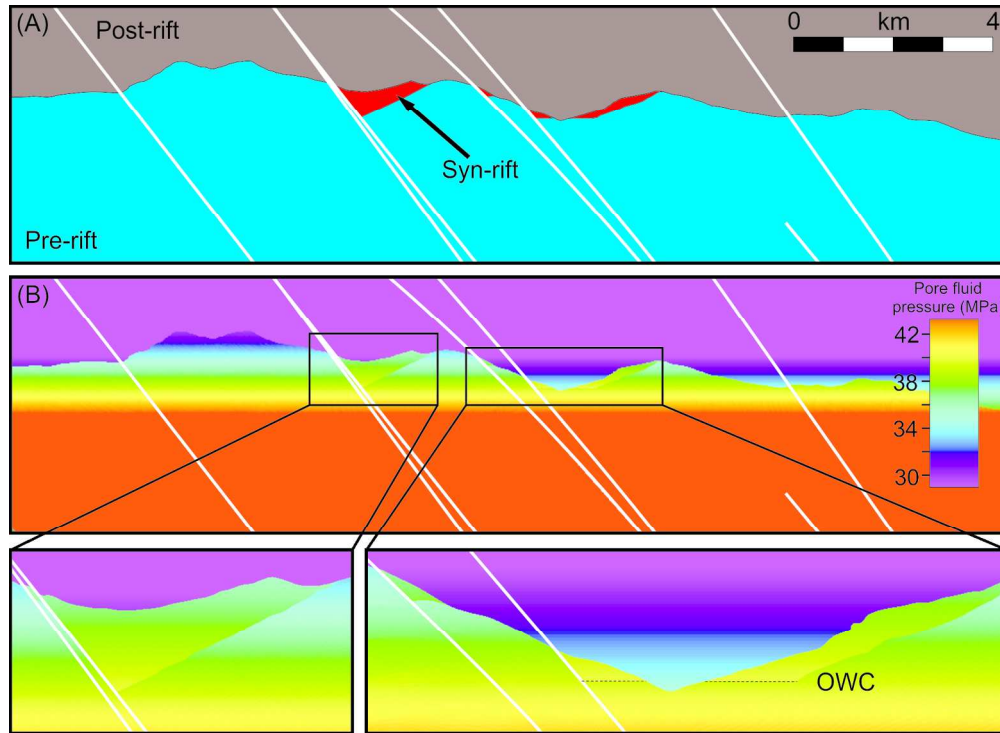 (A)
Post-rift
0 km 4
Syn-rift
Pre-rift
(B)
Pore fluid
pressure (MPa
42
38
34
30
OWC